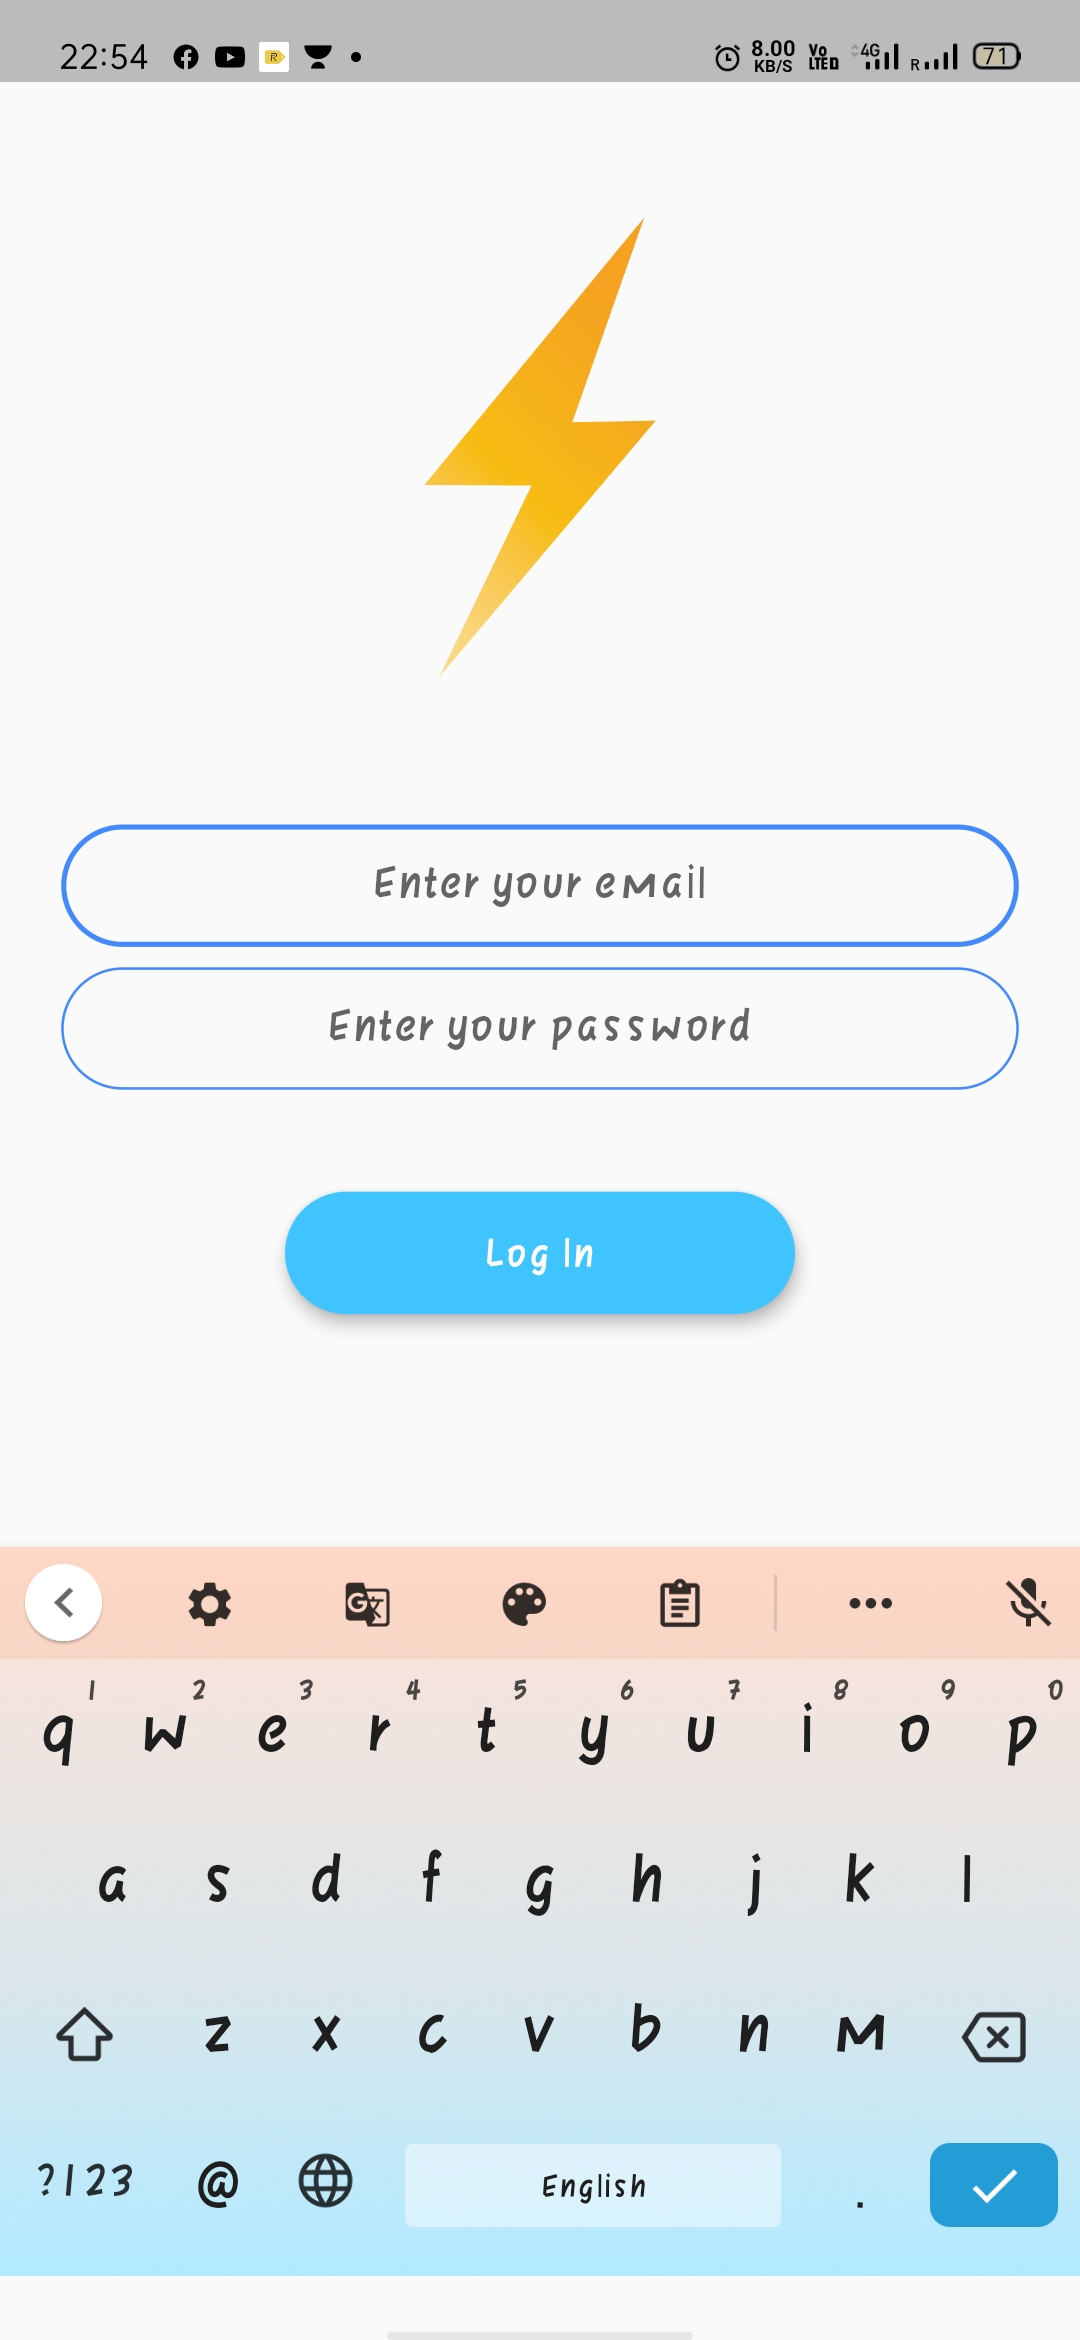 22:54 R 8.00 KB/S Vo LTED 4G R 71
Enter your email
Enter your password
Log In
1 2 3 4 5 6 7 8 9 0
q w e r t y u i o p
a s d f g h j k l
z x c v b n m
?123 @ English .